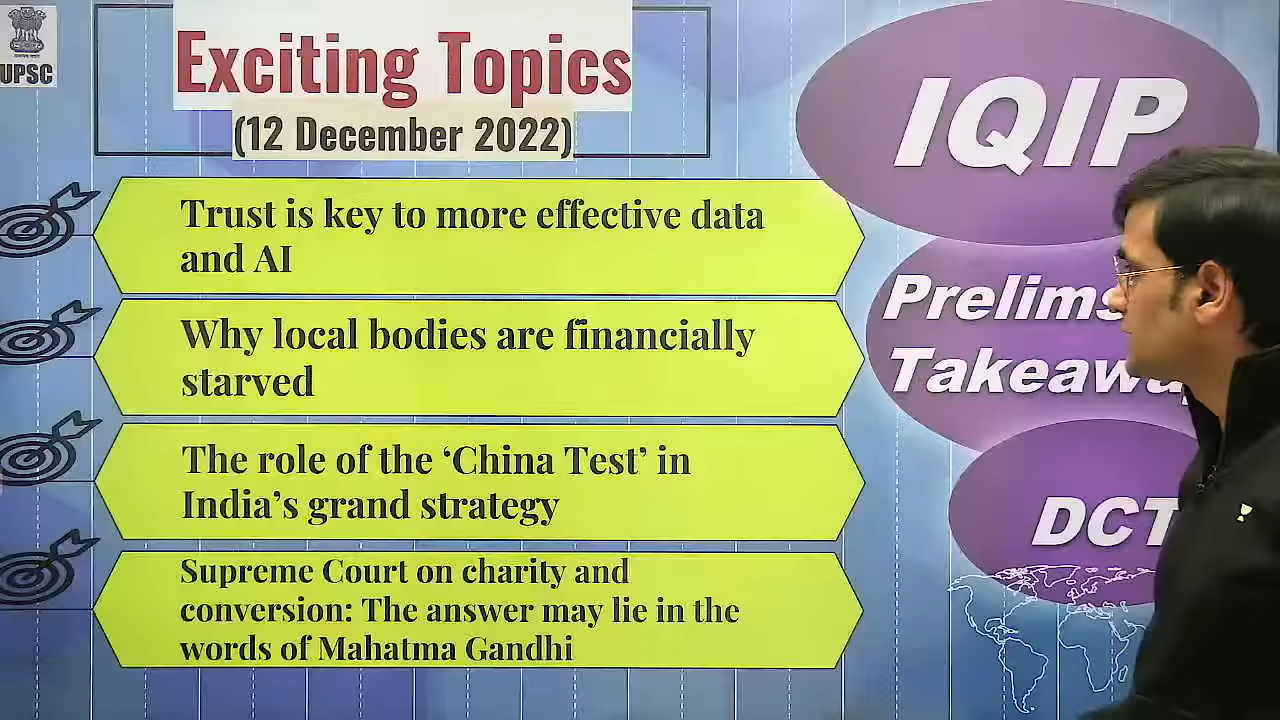 UPSC
Exciting Topics
(12 December 2022)
Trust is key to more effective data
and AI
Why local bodies are financially
starved
The role of the ‘China Test’ in
India’s grand strategy
Supreme Court on charity and
conversion: The answer may lie in the
words of Mahatma Gandhi
IQIP
Prelims
DCT